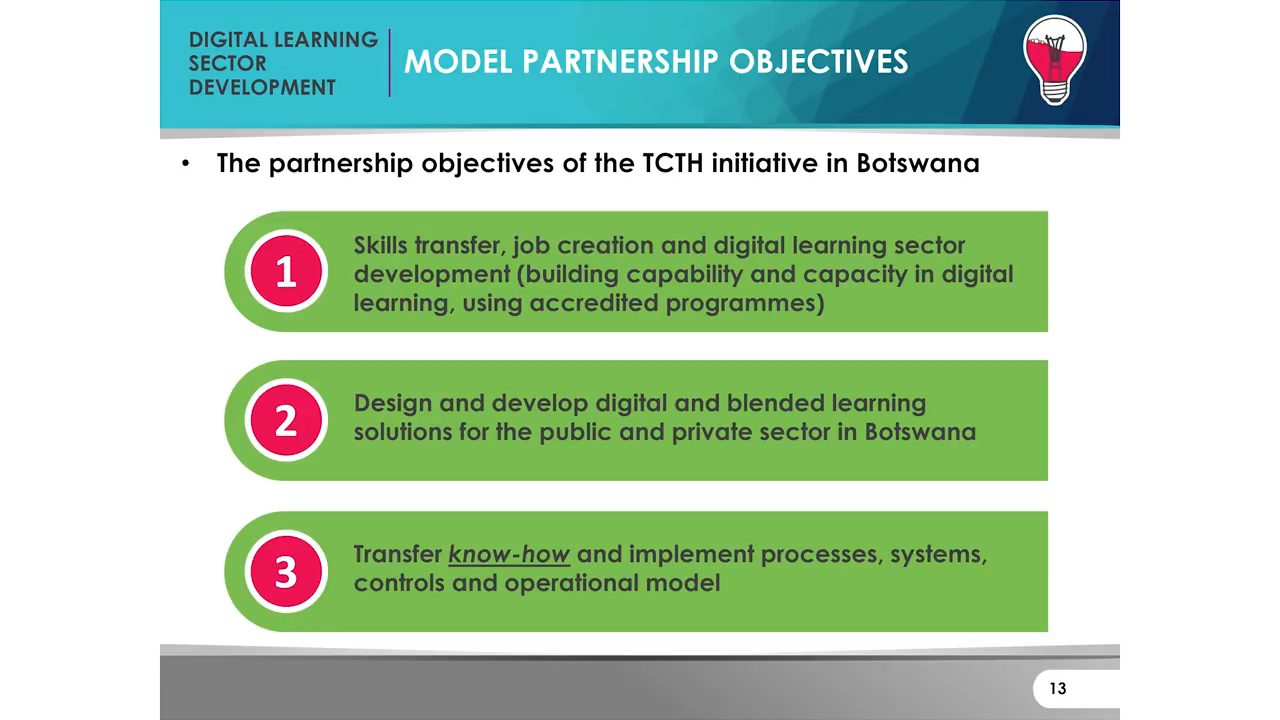 DIGITAL LEARNING
SECTOR
DEVELOPMENT
MODEL PARTNERSHIP OBJECTIVES
• The partnership objectives of the TCTH initiative in Botswana
1
Skills transfer, job creation and digital learning sector
development (building capability and capacity in digital
learning, using accredited programmes)
2
Design and develop digital and blended learning
solutions for the public and private sector in Botswana
3
Transfer know-how and implement processes, systems,
controls and operational model
13